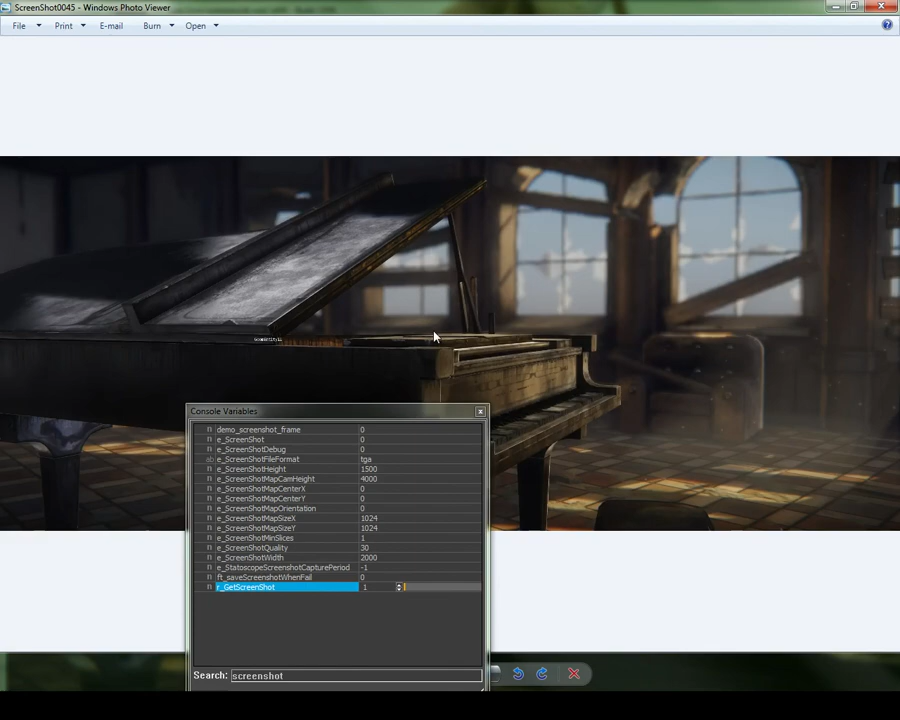 ScreenShot0045 - Windows Photo Viewer
File Print E-mail Burn Open
Console Variables
demo_screenshot_frame 0
n e_ScreenShot 0
n e_ScreenShotDebug 0
ab e_ScreenShotFileFormat tga
n e_ScreenShotHeight 1500
n e_ScreenShotMapCamHeight 4000
n e_ScreenShotMapCenterX 0
n e_ScreenShotMapCenterY 0
n e_ScreenShotMapOrientation 0
n e_ScreenShotMapSizeX 1024
n e_ScreenShotMapSizeY 1024
n e_ScreenShotMinSlices 1
n e_ScreenShotQuality 30
n e_ScreenShotWidth 2000
n e_StatoscopeScreenshotCapturePeriod -1
n ft_saveScreenshotWhenFail 0
n r_GetScreenShot 1
Search: screenshot